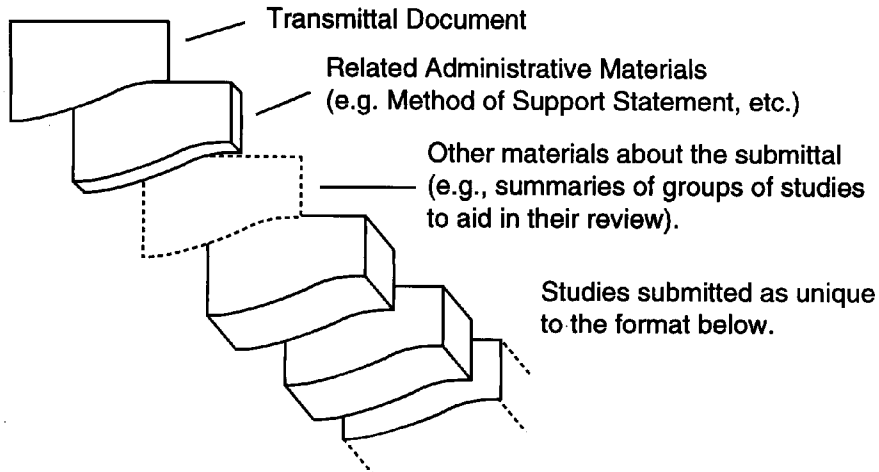 Transmittal Document
Related Administrative Materials
(e.g. Method of Support Statement, etc.)
Other materials about the submittal
(e.g., summaries of groups of studies
to aid in their review).
Studies submitted as unique
to the format below.